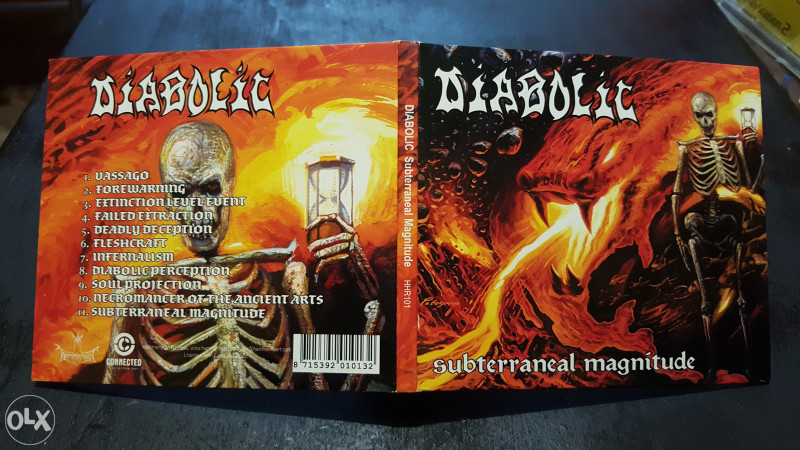 DIABOLIC
1. VASSAGO
2. FOREWARNING
3. EXTINCTION LEVEL EVENT
4. FAILED EXTRACTION
5. DEADLY DECEPTION
6. FLESHCRAFT
7. INFERNALISM
8. DIABOLIC PERCEPTION
9. SOUL PROJECTION
10. NECROMANCER OF THE ANCIENT ARTS
11. SUBTERRANEAL MAGNITUDE
CONNECTED
8 715392 010132
DIABOLIC Subterraneal Magnitude HHR101
DIABOLIC
subterraneal magnitude
OLX